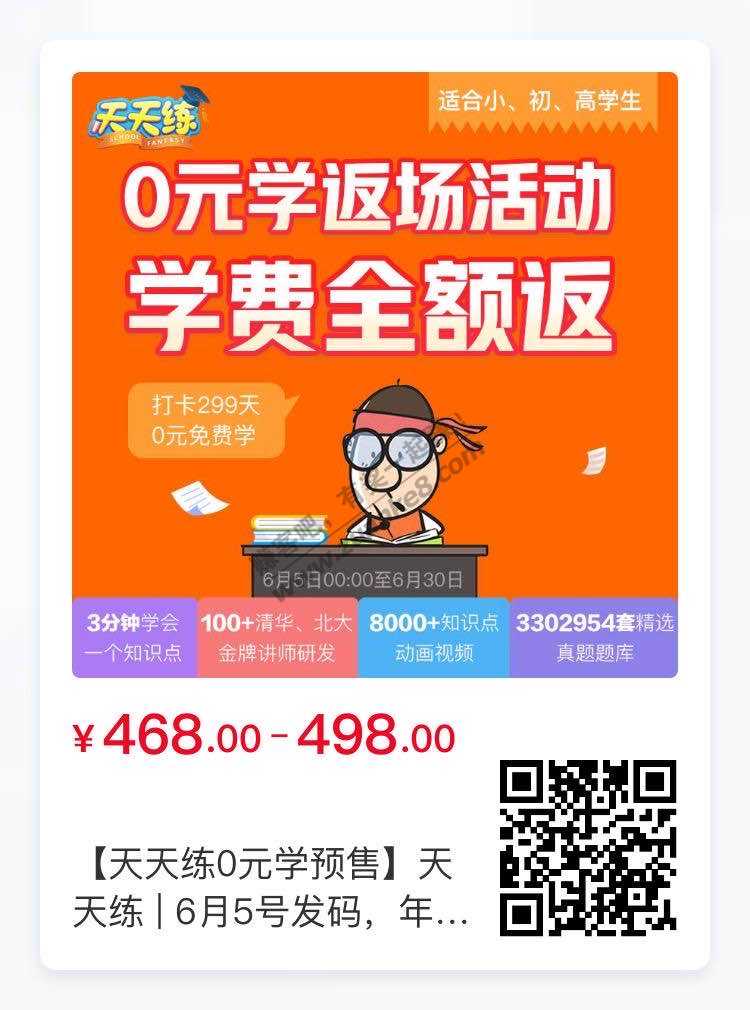 天天练
SCHOOL FANTASY
适合小、初、高学生
0元学返场活动
学费全额返
打卡299天
0元免费学
6月5日00:00至6月30日
3分钟学会
一个知识点
100+清华、北大
金牌讲师研发
8000+知识点
动画视频
3302954套精选
真题题库
¥468.00-498.00
【天天练0元学预售】天
天练 | 6月5号发码，年...